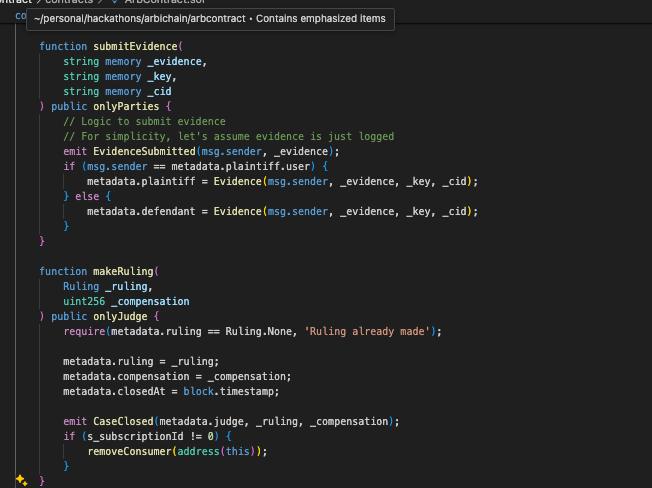 contract > contracts > ArbContract.sol
co
~/personal/hackathons/arbichain/arbcontract • Contains emphasized items
function submitEvidence(
string memory _evidence,
string memory _key,
string memory _cid
) public onlyParties {
// Logic to submit evidence
// For simplicity, let's assume evidence is just logged
emit EvidenceSubmitted(msg.sender, _evidence);
if (msg.sender == metadata.plaintiff.user) {
metadata.plaintiff = Evidence(msg.sender, _evidence, _key, _cid);
} else {
metadata.defendant = Evidence(msg.sender, _evidence, _key, _cid);
}
}
function makeRuling(
Ruling _ruling,
uint256 _compensation
) public onlyJudge {
require(metadata.ruling == Ruling.None, 'Ruling already made');
metadata.ruling = _ruling;
metadata.compensation = _compensation;
metadata.closedAt = block.timestamp;
emit CaseClosed(metadata.judge, _ruling, _compensation);
if (s_subscriptionId != 0) {
removeConsumer(address(this));
}
}